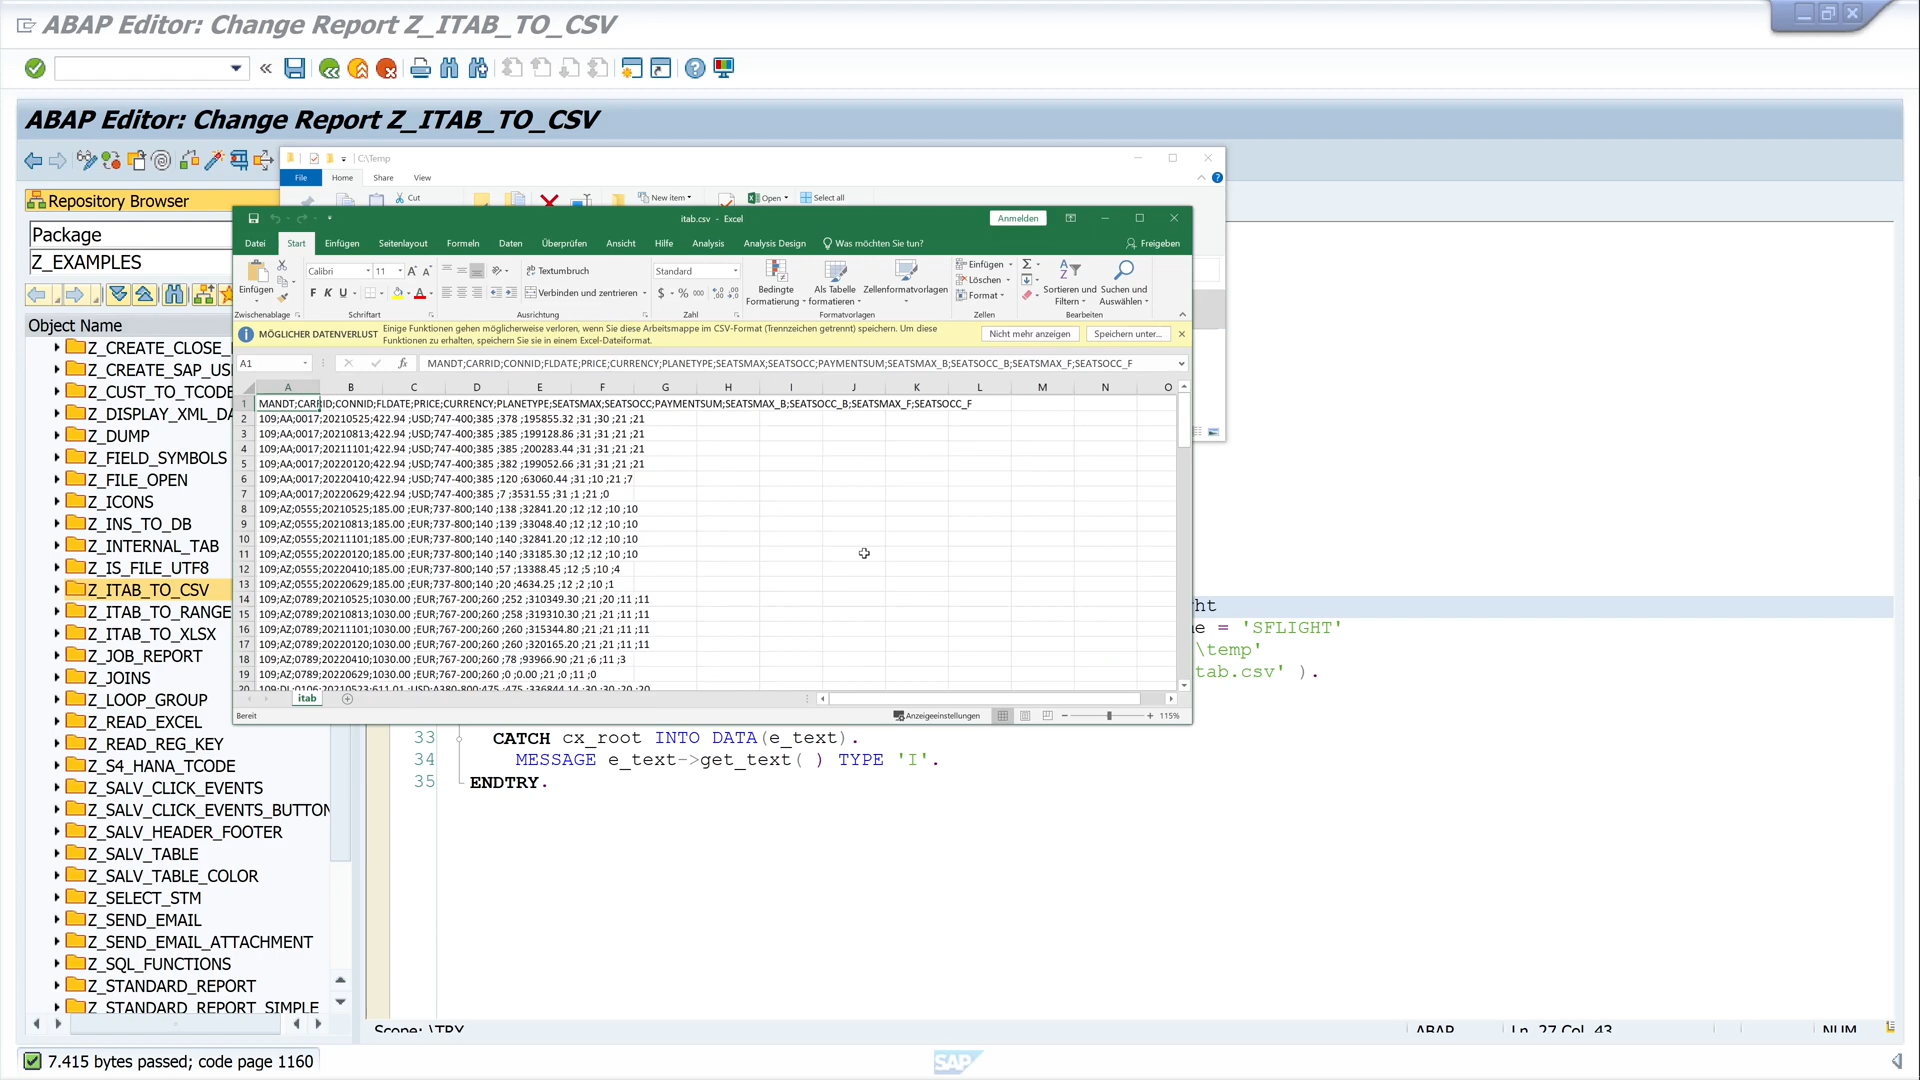 ABAP Editor: Change Report Z_ITAB_TO_CSV
ABAP Editor: Change Report Z_ITAB_TO_CSV
Repository Browser
Package
Z_EXAMPLES
Object Name
Z_CREATE_CLOSE_
Z_CREATE_SAP_US
Z_CUST_TO_TCODE
Z_DISPLAY_XML_DA
Z_DUMP
Z_FIELD_SYMBOLS
Z_FILE_OPEN
Z_ICONS
Z_INS_TO_DB
Z_INTERNAL_TAB
Z_IS_FILE_UTF8
Z_ITAB_TO_CSV
Z_ITAB_TO_RANGE
Z_ITAB_TO_XLSX
Z_JOB_REPORT
Z_JOINS
Z_LOOP_GROUP
Z_READ_EXCEL
Z_READ_REG_KEY
Z_S4_HANA_TCODE
Z_SALV_CLICK_EVENTS
Z_SALV_CLICK_EVENTS_BUTTON
Z_SALV_HEADER_FOOTER
Z_SALV_TABLE
Z_SALV_TABLE_COLOR
Z_SELECT_STM
Z_SEND_EMAIL
Z_SEND_EMAIL_ATTACHMENT
Z_SQL_FUNCTIONS
Z_STANDARD_REPORT
Z_STANDARD_REPORT_SIMPLE
C:\Temp
File Home Share View
Cut New item Open Select all
itab.csv - Excel Anmelden
Datei Start Einfügen Seitenlayout Formeln Daten Überprüfen Ansicht Hilfe Analysis Analysis Design Was möchten Sie tun? Freigeben
Einfügen Calibri 11 Textumbruch Standard Bedingte Formatierung Als Tabelle formatieren Zellenformatvorlagen Einfügen Löschen Format Sortieren und Filtern Suchen und Auswählen
F K U Verbinden und zentrieren $ % 000
Zwischenablage Schriftart Ausrichtung Zahl Formatvorlagen Zellen Bearbeiten
MÖGLICHER DATENVERLUST Einige Funktionen gehen möglicherweise verloren, wenn Sie diese Arbeitsmappe im CSV-Format (Trennzeichen getrennt) speichern. Um diese Funktionen zu erhalten, speichern Sie sie in einem Excel-Dateiformat. Nicht mehr anzeigen Speichern unter...
A1 fx MANDT;CARRID;CONNID;FLDATE;PRICE;CURRENCY;PLANETYPE;SEATSMAX;SEATSOCC;PAYMENTSUM;SEATSMAX_B;SEATSOCC_B;SEATSMAX_F;SEATSOCC_F
A B C D E F G H I J K L M N O
1 MANDT;CARRID;CONNID;FLDATE;PRICE;CURRENCY;PLANETYPE;SEATSMAX;SEATSOCC;PAYMENTSUM;SEATSMAX_B;SEATSOCC_B;SEATSMAX_F;SEATSOCC_F
2 109;AA;0017;20210525;422.94 ;USD;747-400;385 ;378 ;195855.32 ;31 ;30 ;21 ;21
3 109;AA;0017;20210813;422.94 ;USD;747-400;385 ;385 ;199128.86 ;31 ;31 ;21 ;21
4 109;AA;0017;20211101;422.94 ;USD;747-400;385 ;385 ;200283.44 ;31 ;31 ;21 ;21
5 109;AA;0017;20220120;422.94 ;USD;747-400;385 ;382 ;199052.66 ;31 ;31 ;21 ;21
6 109;AA;0017;20220410;422.94 ;USD;747-400;385 ;120 ;63060.44 ;31 ;10 ;21 ;7
7 109;AA;0017;20220629;422.94 ;USD;747-400;385 ;7 ;3531.55 ;31 ;1 ;21 ;0
8 109;AZ;0555;20210525;185.00 ;EUR;737-800;140 ;138 ;32841.20 ;12 ;12 ;10 ;10
9 109;AZ;0555;20210813;185.00 ;EUR;737-800;140 ;139 ;33048.40 ;12 ;12 ;10 ;10
10 109;AZ;0555;20211101;185.00 ;EUR;737-800;140 ;140 ;32841.20 ;12 ;12 ;10 ;10
11 109;AZ;0555;20220120;185.00 ;EUR;737-800;140 ;140 ;33185.30 ;12 ;12 ;10 ;10
12 109;AZ;0555;20220410;185.00 ;EUR;737-800;140 ;57 ;13388.45 ;12 ;5 ;10 ;4
13 109;AZ;0555;20220629;185.00 ;EUR;737-800;140 ;20 ;4634.25 ;12 ;2 ;10 ;1
14 109;AZ;0789;20210525;1030.00 ;EUR;767-200;260 ;252 ;310349.30 ;21 ;20 ;11 ;11
15 109;AZ;0789;20210813;1030.00 ;EUR;767-200;260 ;258 ;319310.30 ;21 ;21 ;11 ;11
16 109;AZ;0789;20211101;1030.00 ;EUR;767-200;260 ;260 ;315344.80 ;21 ;21 ;11 ;11
17 109;AZ;0789;20220120;1030.00 ;EUR;767-200;260 ;260 ;320165.20 ;21 ;21 ;11 ;11
18 109;AZ;0789;20220410;1030.00 ;EUR;767-200;260 ;78 ;93966.90 ;21 ;6 ;11 ;3
19 109;AZ;0789;20220629;1030.00 ;EUR;767-200;260 ;0 ;0.00 ;21 ;0 ;11 ;0
20 109;DL;0106;20210523;611.01 ;USD;A380-800;475 ;475 ;336844.14 ;30 ;30 ;20 ;20
itab
Bereit Anzeigeeinstellungen 115%
ht
e = 'SFLIGHT'
\temp'
tab.csv' ).
33 CATCH cx_root INTO DATA(e_text).
34 MESSAGE e_text->get_text( ) TYPE 'I'.
35 ENDTRY.
Scope: \TRY ABAP Ln 27 Col 43 NUM
7.415 bytes passed; code page 1160
SAP